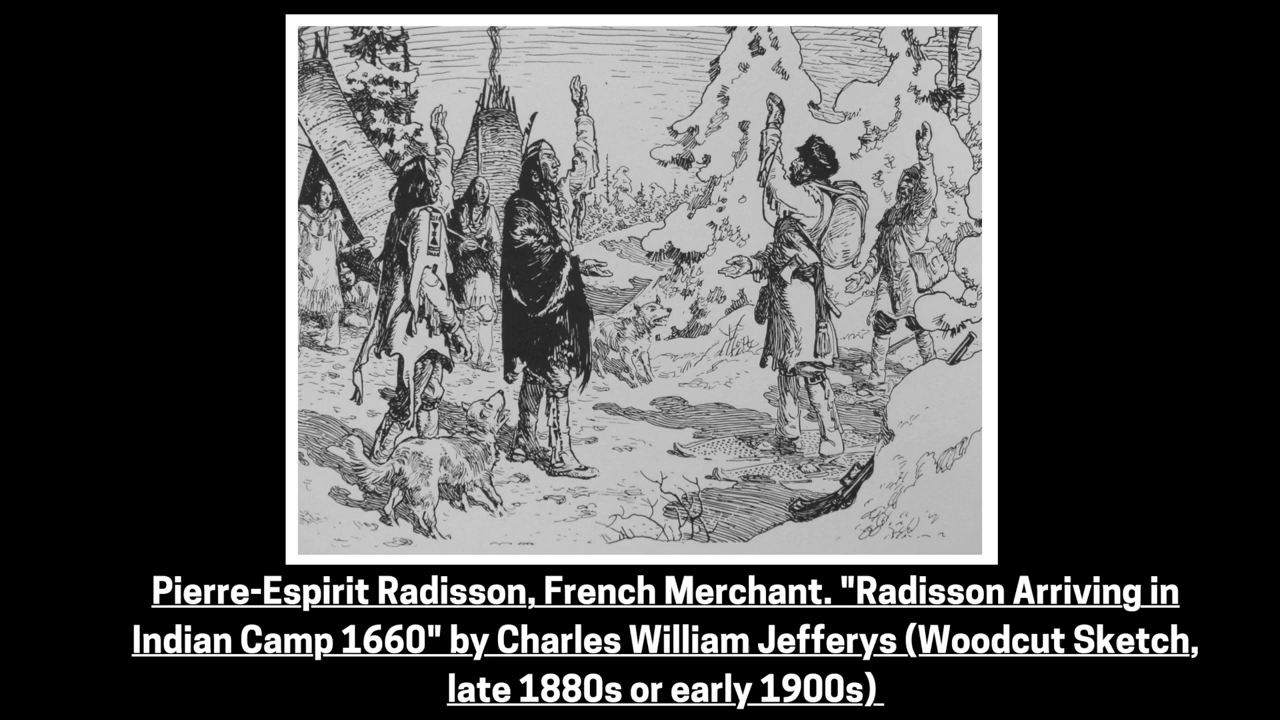 Pierre-Espirit Radisson, French Merchant. "Radisson Arriving in
Indian Camp 1660" by Charles William Jefferys (Woodcut Sketch,
late 1880s or early 1900s)